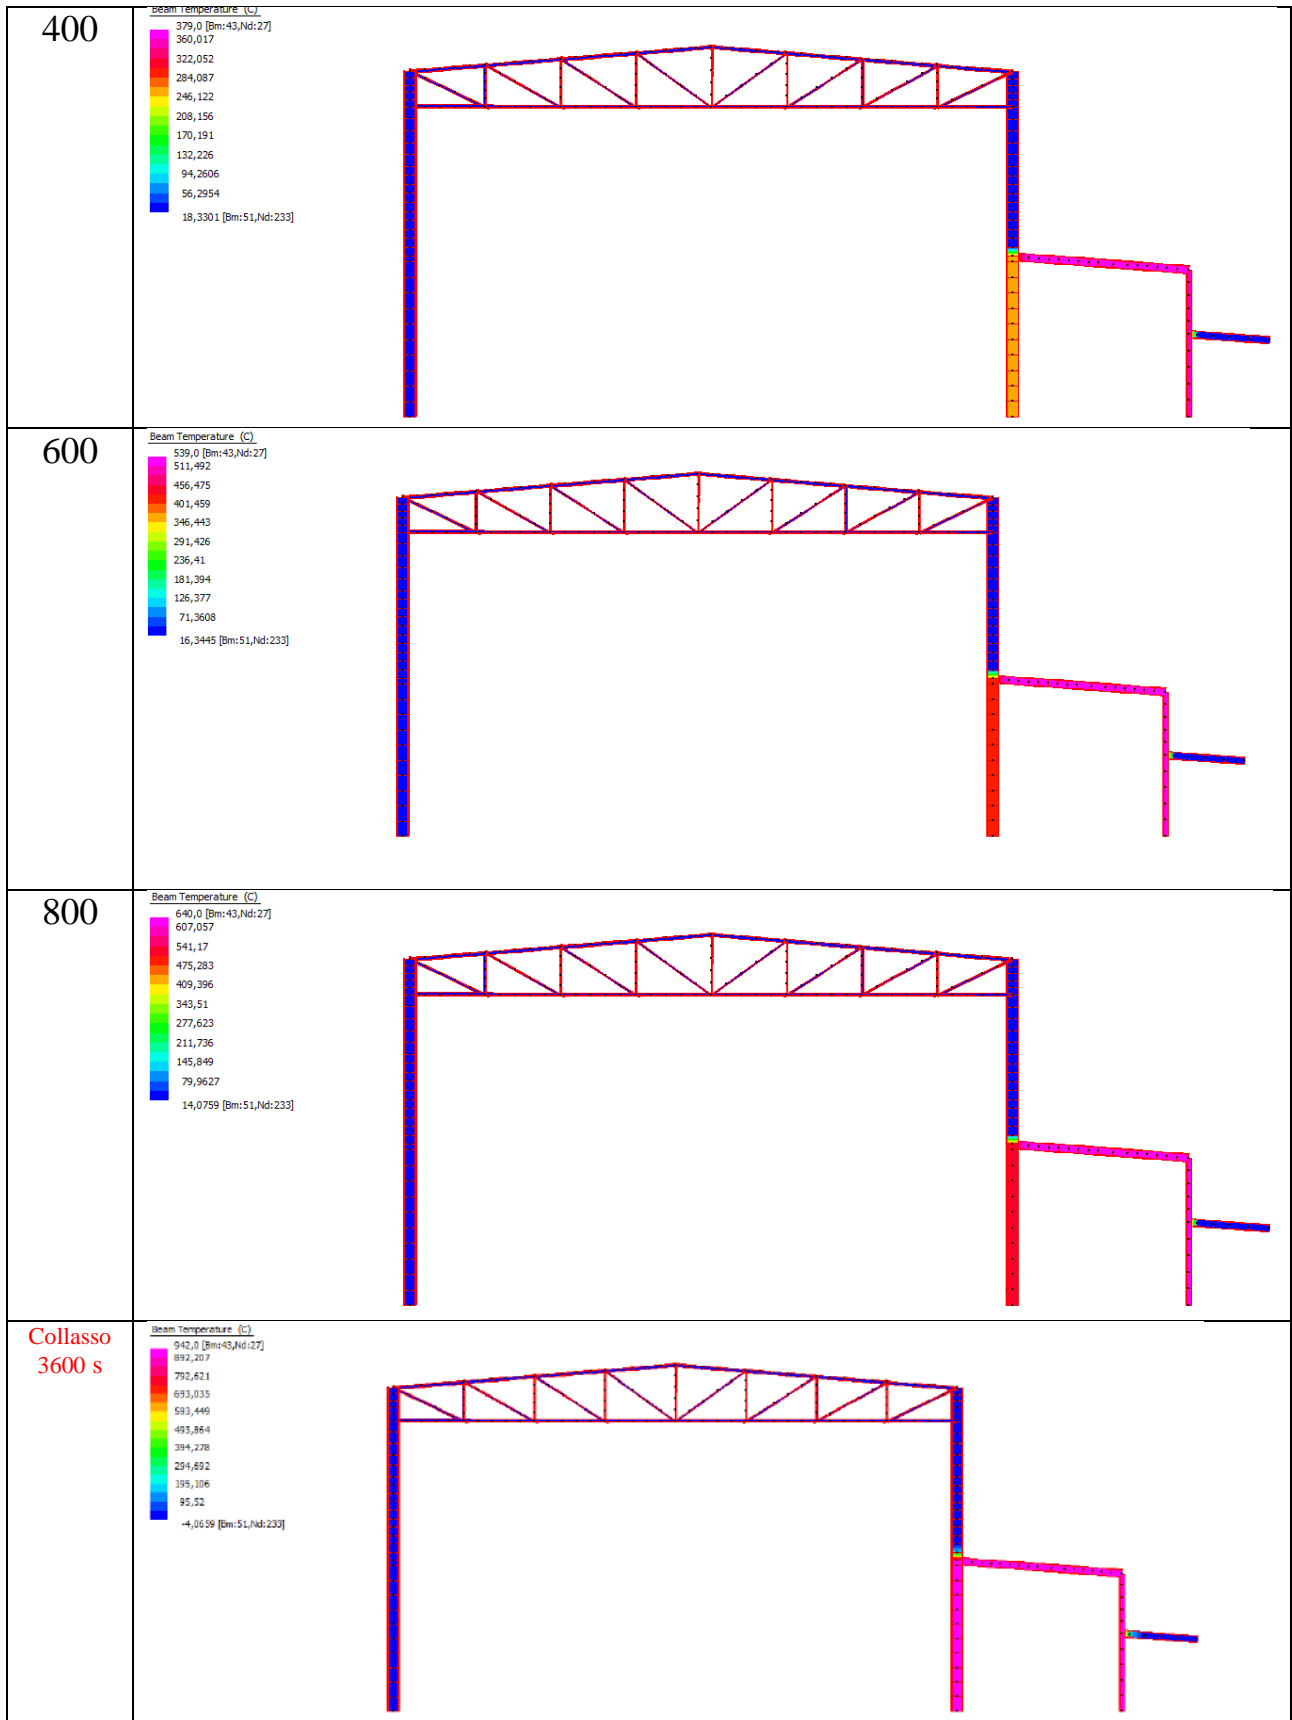 400
Beam Temperature (C)
379,0 [Bm:43,Nd:27]
360,017
322,052
284,087
246,122
208,156
170,191
132,226
94,2606
56,2954
18,3301 [Bm:51,Nd:233]
600
Beam Temperature (C)
539,0 [Bm:43,Nd:27]
511,492
456,475
401,459
346,443
291,426
236,41
181,394
126,377
71,3608
16,3445 [Bm:51,Nd:233]
800
Beam Temperature (C)
640,0 [Bm:43,Nd:27]
607,057
541,17
475,283
409,396
343,51
277,623
211,736
145,849
79,9627
14,0759 [Bm:51,Nd:233]
Collasso
3600 s
Beam Temperature (C)
942,0 [Bm:43,Nd:27]
892,207
792,621
693,035
593,449
493,864
394,278
294,692
195,106
95,52
-4,0659 [Bm:51,Nd:233]